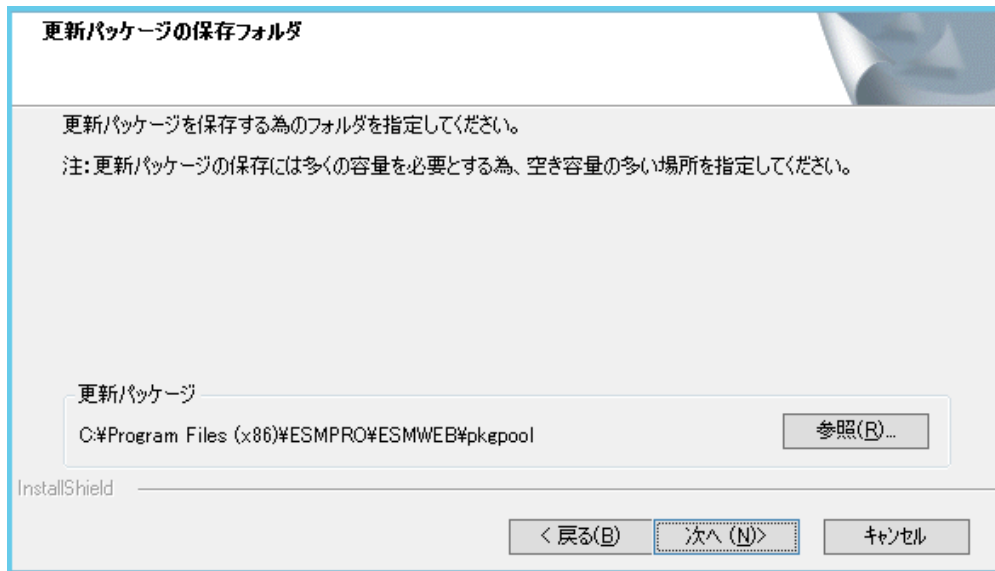 更新パッケージの保存フォルダ
更新パッケージを保存する為のフォルダを指定してください。
注:更新パッケージの保存には多くの容量を必要とする為、空き容量の多い場所を指定してください。
更新パッケージ
C:¥Program Files (x86)¥ESMPRO¥ESMWEB¥pkgpool
参照(R)...
InstallShield
< 戻る(B)
次へ (N)>
キャンセル